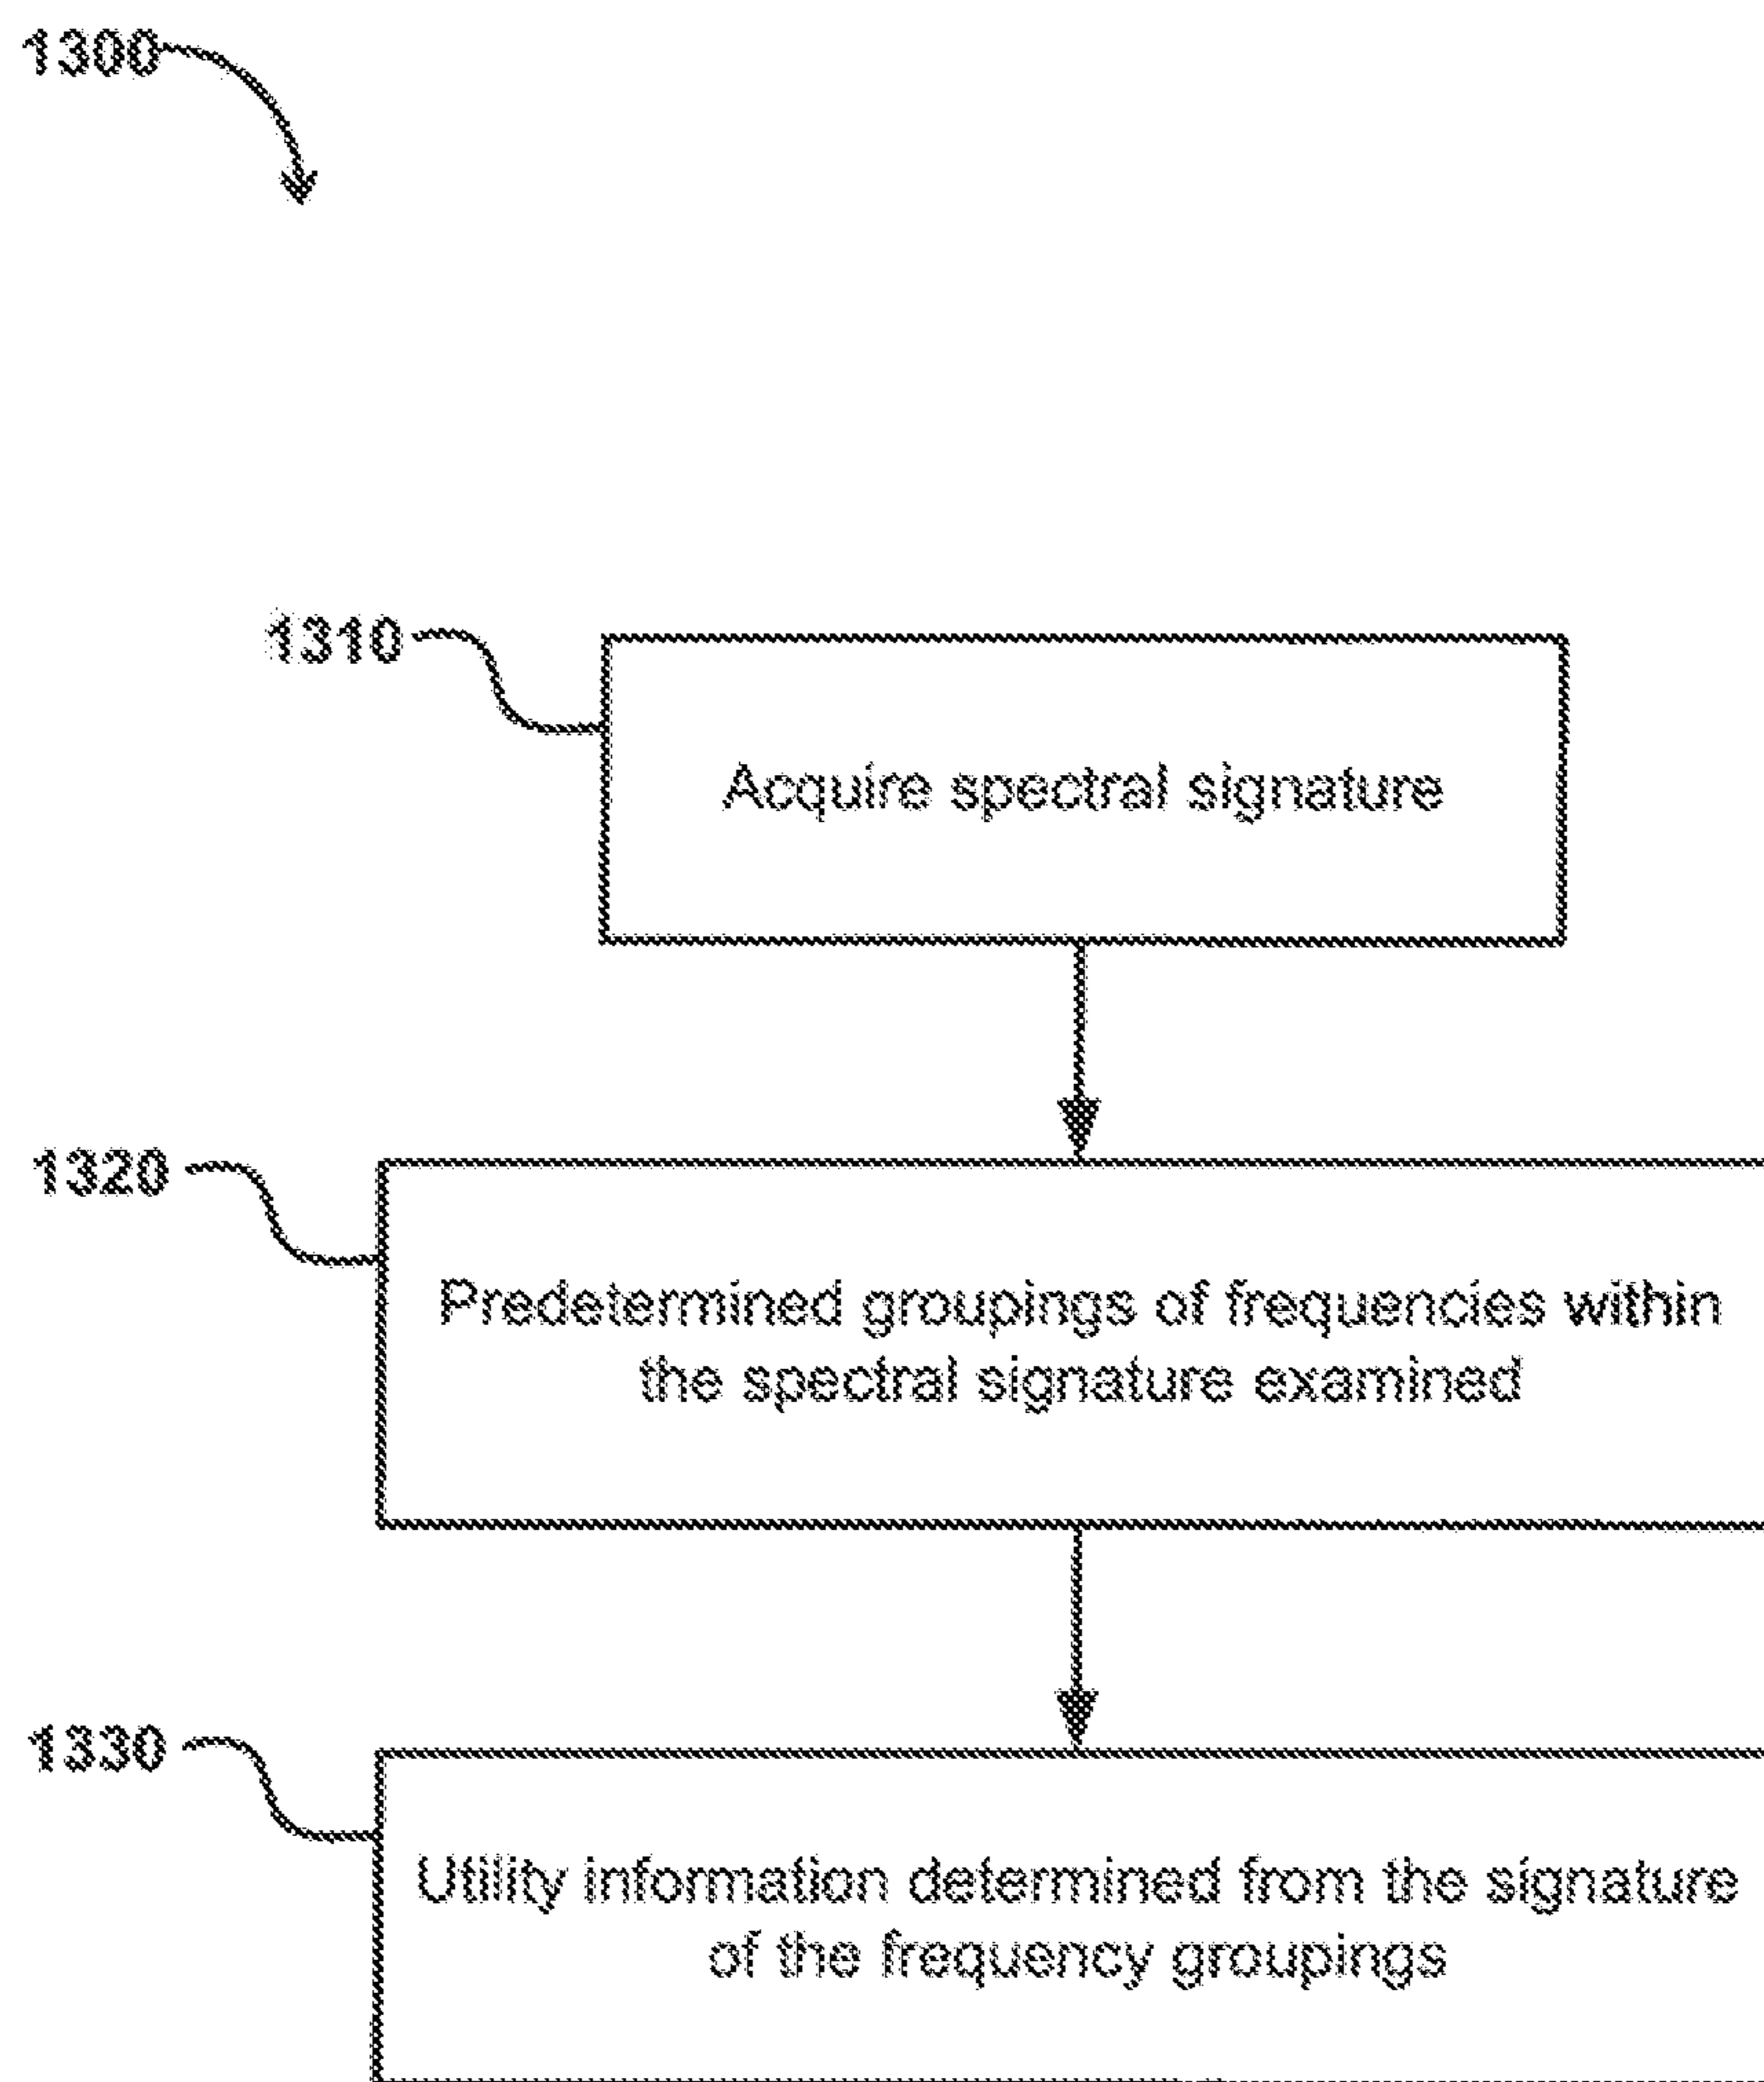 1300
1310
Acquire spectral signature
1320
Predetermined groupings of frequencies within
the spectral signature examined
1330
Utility information determined from the signature
of the frequency groupings